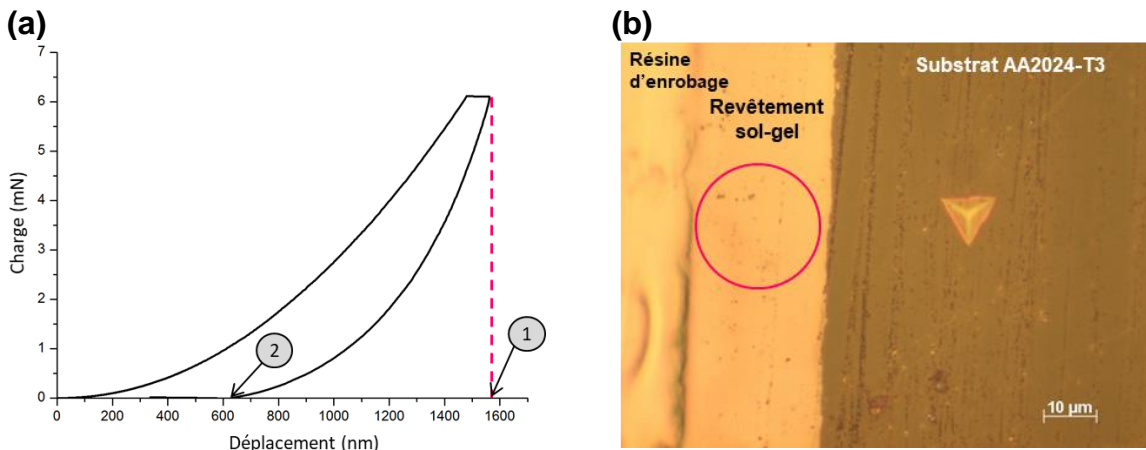 (a)
7
6
5
4
3
2
1
0
Charge (mN)
0 200 400 600 800 1000 1200 1400 1600
Déplacement (nm)
1
2
(b)
Résine
d'enrobage
Revêtement
sol-gel
Substrat AA2024-T3
10 µm